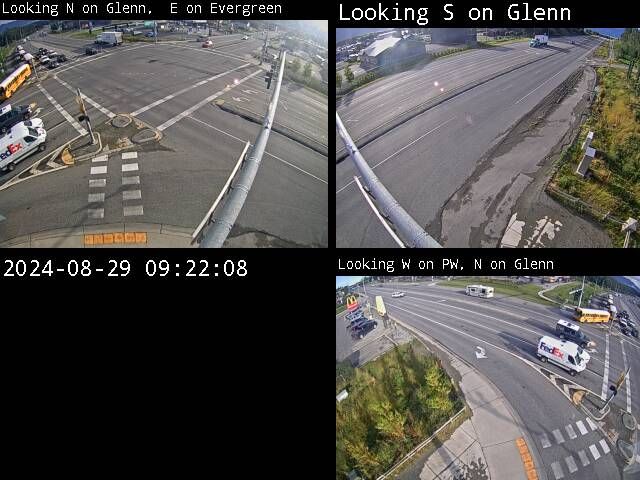 Looking N on Glenn,  E on Evergreen
Looking S on Glenn
FedEx
2024-08-29 09:22:08
Looking W on PW, N on Glenn
FedEx